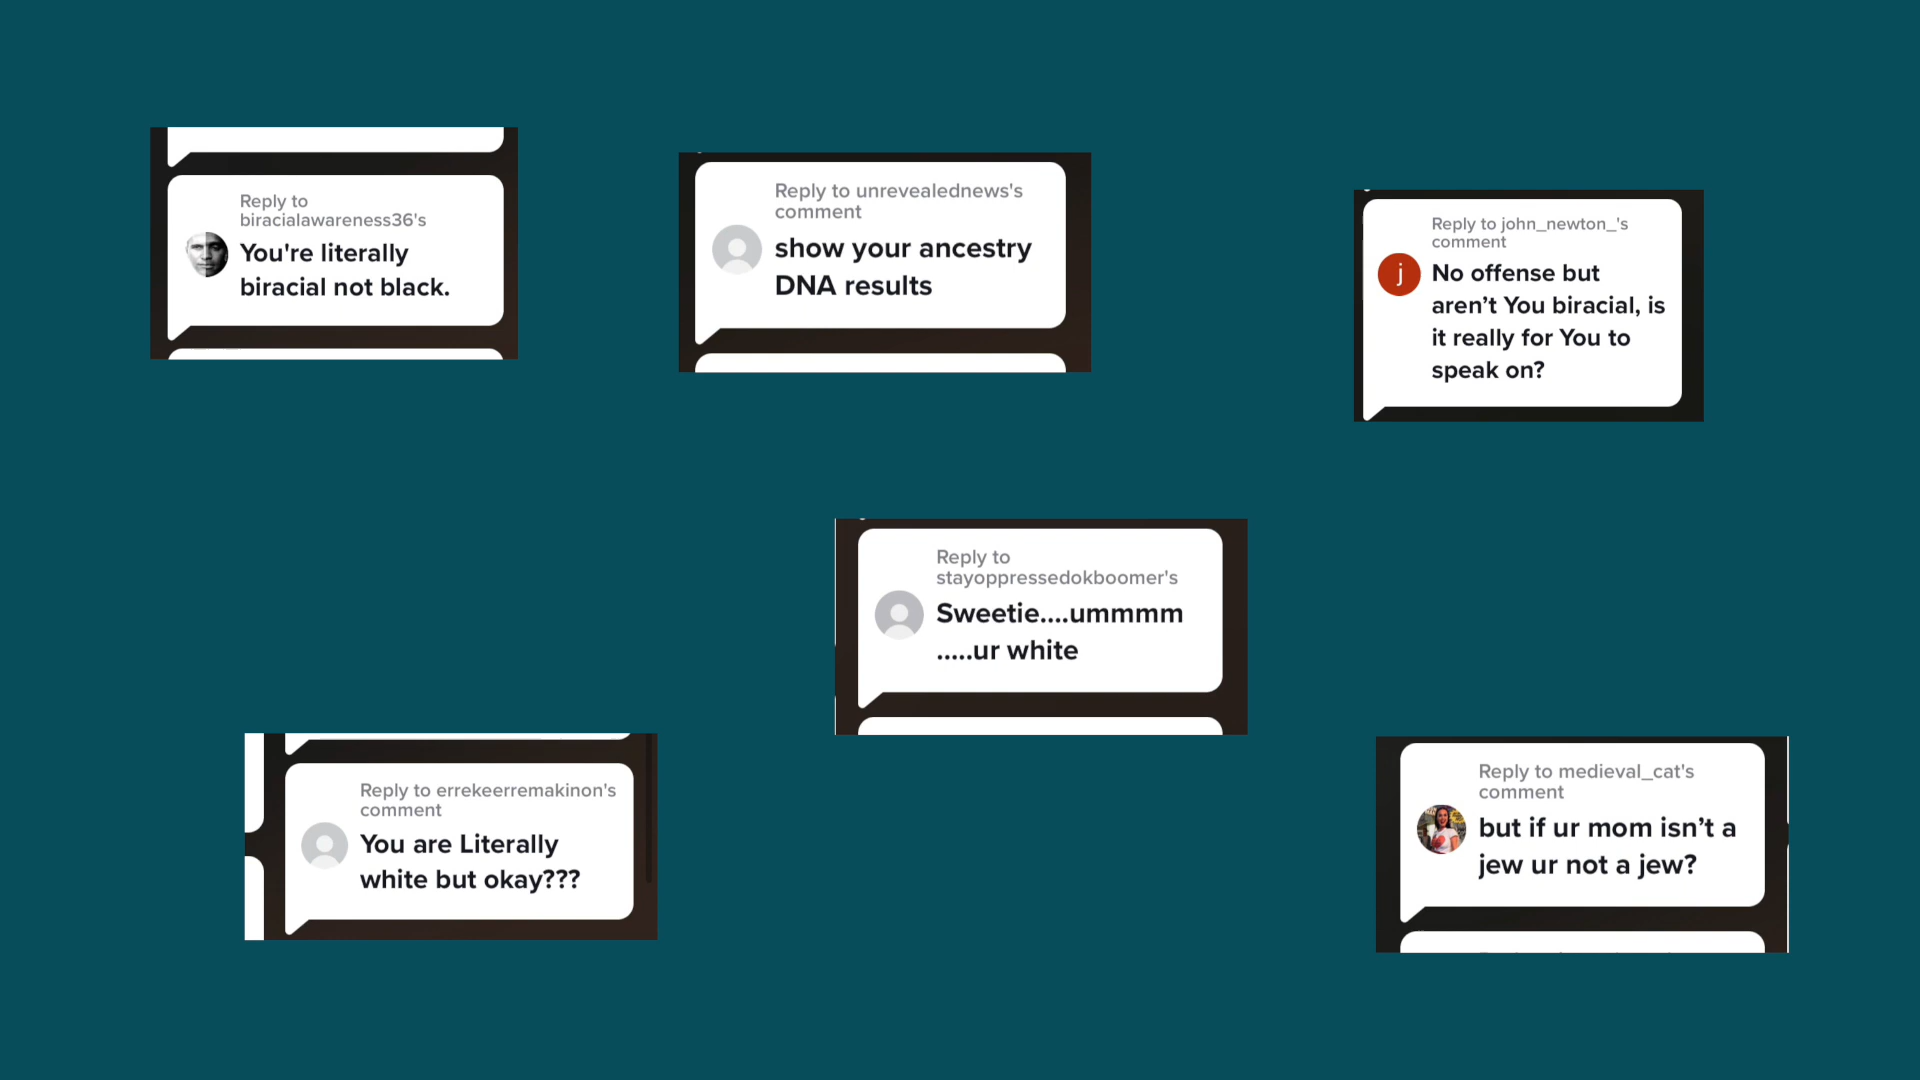 Reply to
biracialawareness36's
You're literally
biracial not black.
Reply to unrevealednews's
comment
show your ancestry
DNA results
Reply to john_newton_'s
comment
j
No offense but
aren’t You biracial, is
it really for You to
speak on?
Reply to
stayoppressedokboomer's
Sweetie....ummmm
.....ur white
Reply to errekeerremakinon's
comment
You are Literally
white but okay???
Reply to medieval_cat's
comment
but if ur mom isn’t a
jew ur not a jew?